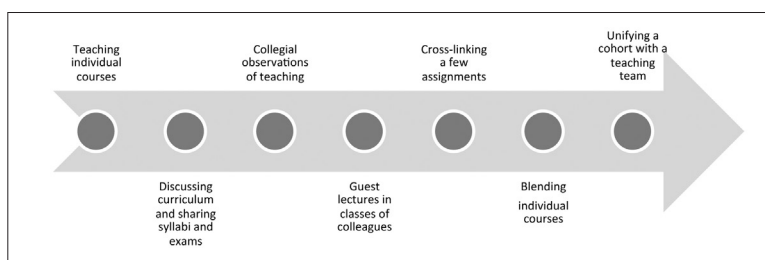 Teaching
individual
courses
Discussing
curriculum
and sharing
syllabi and
exams
Collegial
observations
of teaching
Guest
lectures in
classes of
colleagues
Cross-linking
a few
assignments
Blending
individual
courses
Unifying a
cohort with a
teaching
team